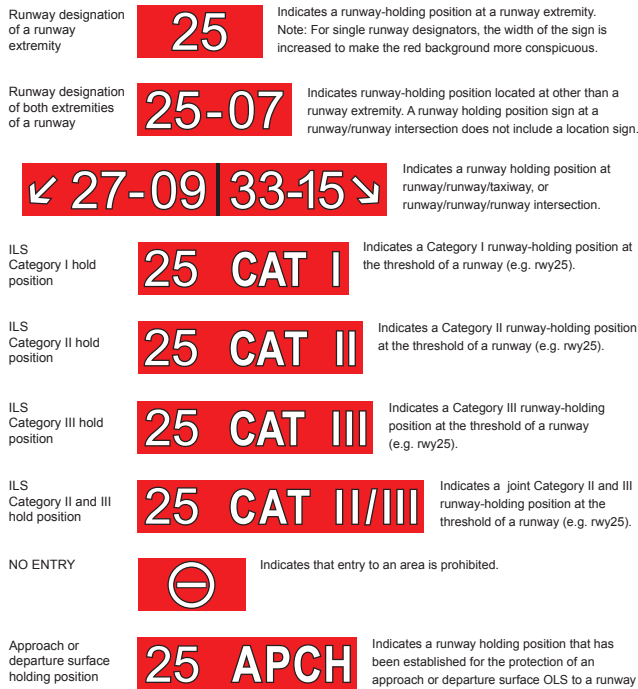 Runway designation
of a runway
extremity
25
Indicates a runway-holding position at a runway extremity.
Note: For single runway designators, the width of the sign is
increased to make the red background more conspicuous.
Runway designation
of both extremities
of a runway
25-07
Indicates runway-holding position located at other than a
runway extremity. A runway holding position sign at a
runway/runway intersection does not include a location sign.
↙ 27-09 33-15 ↘
Indicates a runway holding position at
runway/runway/taxiway, or
runway/runway/runway intersection.
ILS
Category I hold
position
25 CAT I
Indicates a Category I runway-holding position at
the threshold of a runway (e.g. rwy25).
ILS
Category II hold
position
25 CAT II
Indicates a Category II runway-holding position
at the threshold of a runway (e.g. rwy25).
ILS
Category III hold
position
25 CAT III
Indicates a Category III runway-holding
position at the threshold of a runway
(e.g. rwy25).
ILS
Category II and III
hold position
25 CAT II/III
Indicates a joint Category II and III
runway-holding position at the
threshold of a runway (e.g. rwy25).
NO ENTRY
Indicates that entry to an area is prohibited.
Approach or
departure surface
holding position
25 APCH
Indicates a runway holding position that has
been established for the protection of an
approach or departure surface OLS to a runway